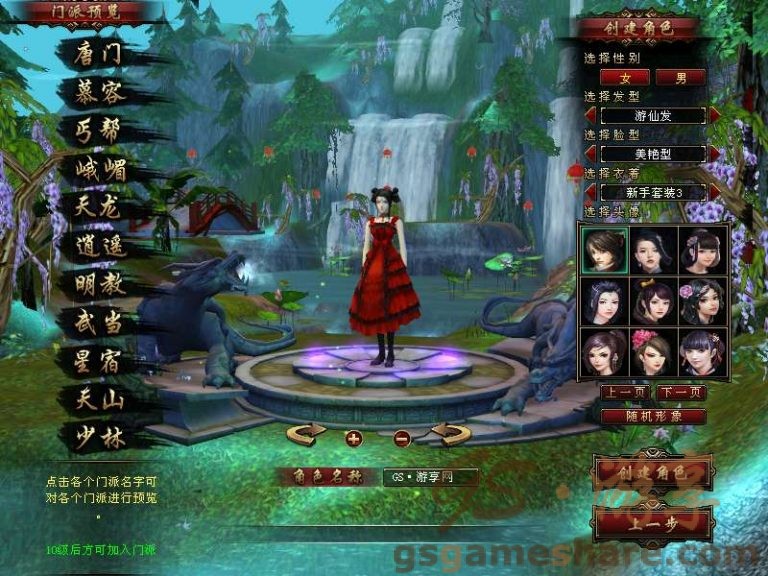 门派预览
唐门
慕容
丐帮
峨嵋
天龙
逍遥
明教
武当
星宿
天山
少林
点击各个门派名字可
对各个门派进行预览
。
10级后方可加入门派
创建角色
选择性别
女 男
选择发型
游仙发
选择脸型
美艳型
选择衣着
新手套装3
选择头像
上一页 下一页
随机形象
角色名称 GS·游享网
创建角色
上一步
gsgameshare.com